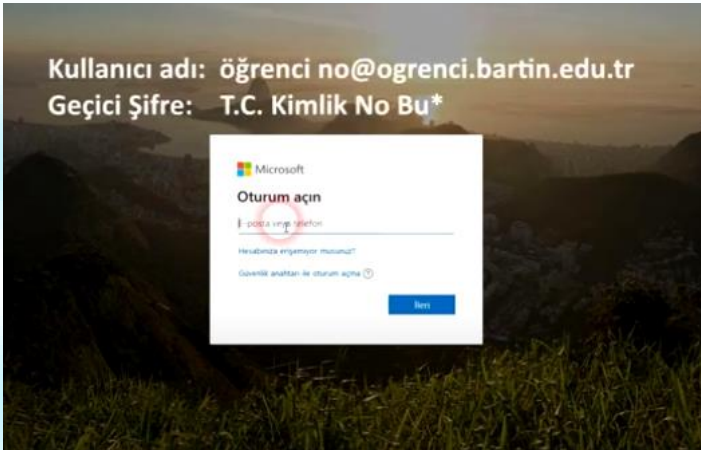 Kullanıcı adı: öğrenci no@ogrenci.bartin.edu.tr
Geçici Şifre: T.C. Kimlik No Bu*
Microsoft
Oturum açın
E-posta veya telefon
Hesabınıza erişemiyor musunuz?
Güvenlik anahtarı ile oturum açma
İleri